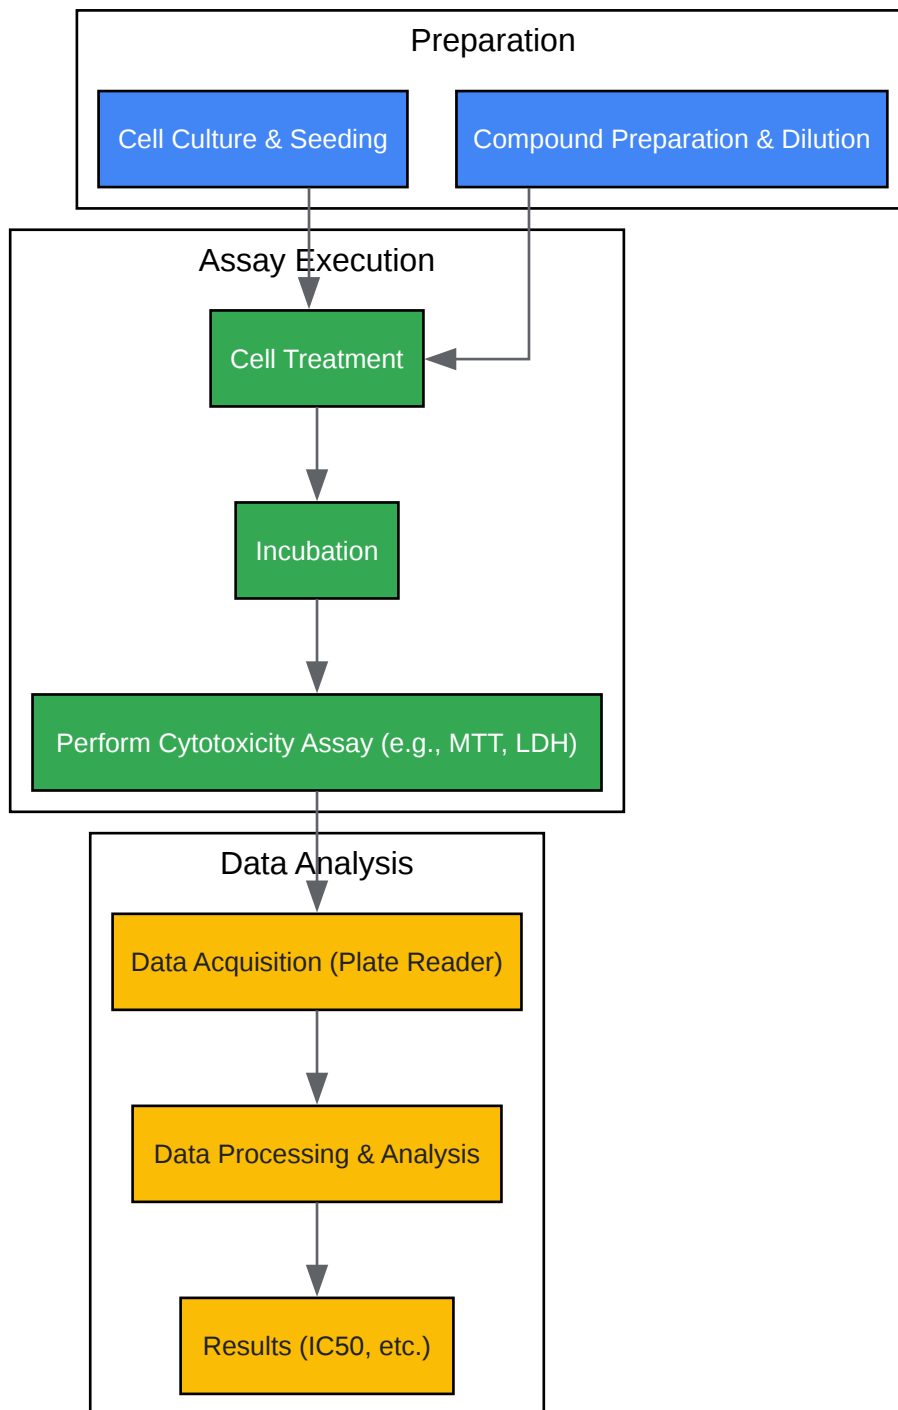 Preparation
Cell Culture & Seeding
Compound Preparation & Dilution
Assay Execution
Cell Treatment
Incubation
Perform Cytotoxicity Assay (e.g., MTT, LDH)
Data Analysis
Data Acquisition (Plate Reader)
Data Processing & Analysis
Results (IC50, etc.)